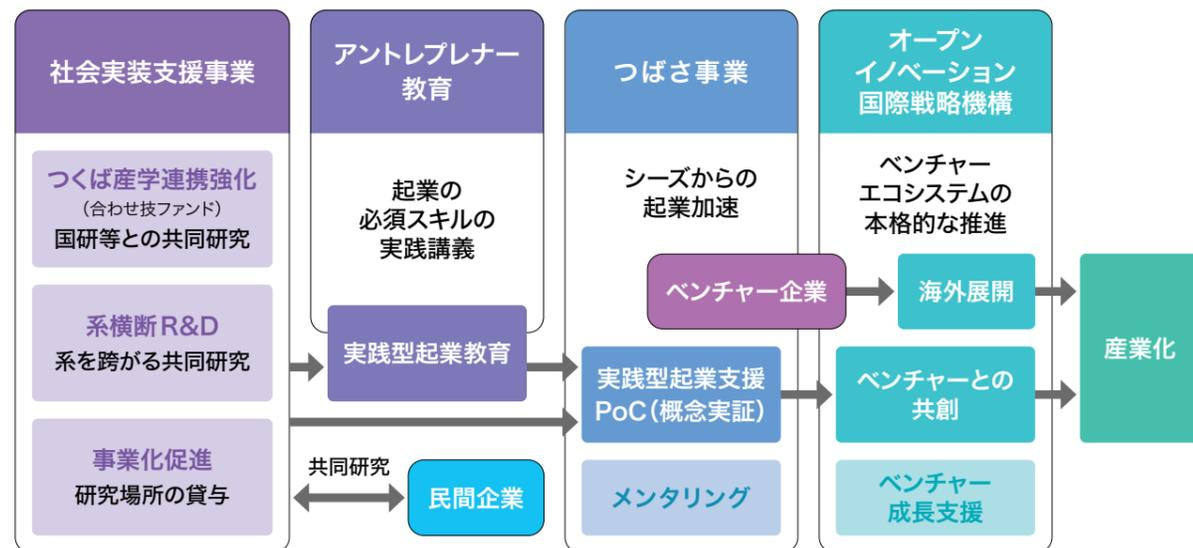 社会実装支援事業
つくば産学連携強化
（合わせ技ファンド）
国研等との共同研究
系横断R&D
系を跨がる共同研究
事業化促進
研究場所の貸与
アントレプレナー
教育
起業の
必須スキルの
実践講義
実践型起業教育
共同研究
民間企業
つばさ事業
シーズからの
起業加速
ベンチャー企業
実践型起業支援
PoC（概念実証）
メンタリング
オープン
イノベーション
国際戦略機構
ベンチャー
エコシステムの
本格的な推進
海外展開
ベンチャーとの
共創
ベンチャー
成長支援
産業化